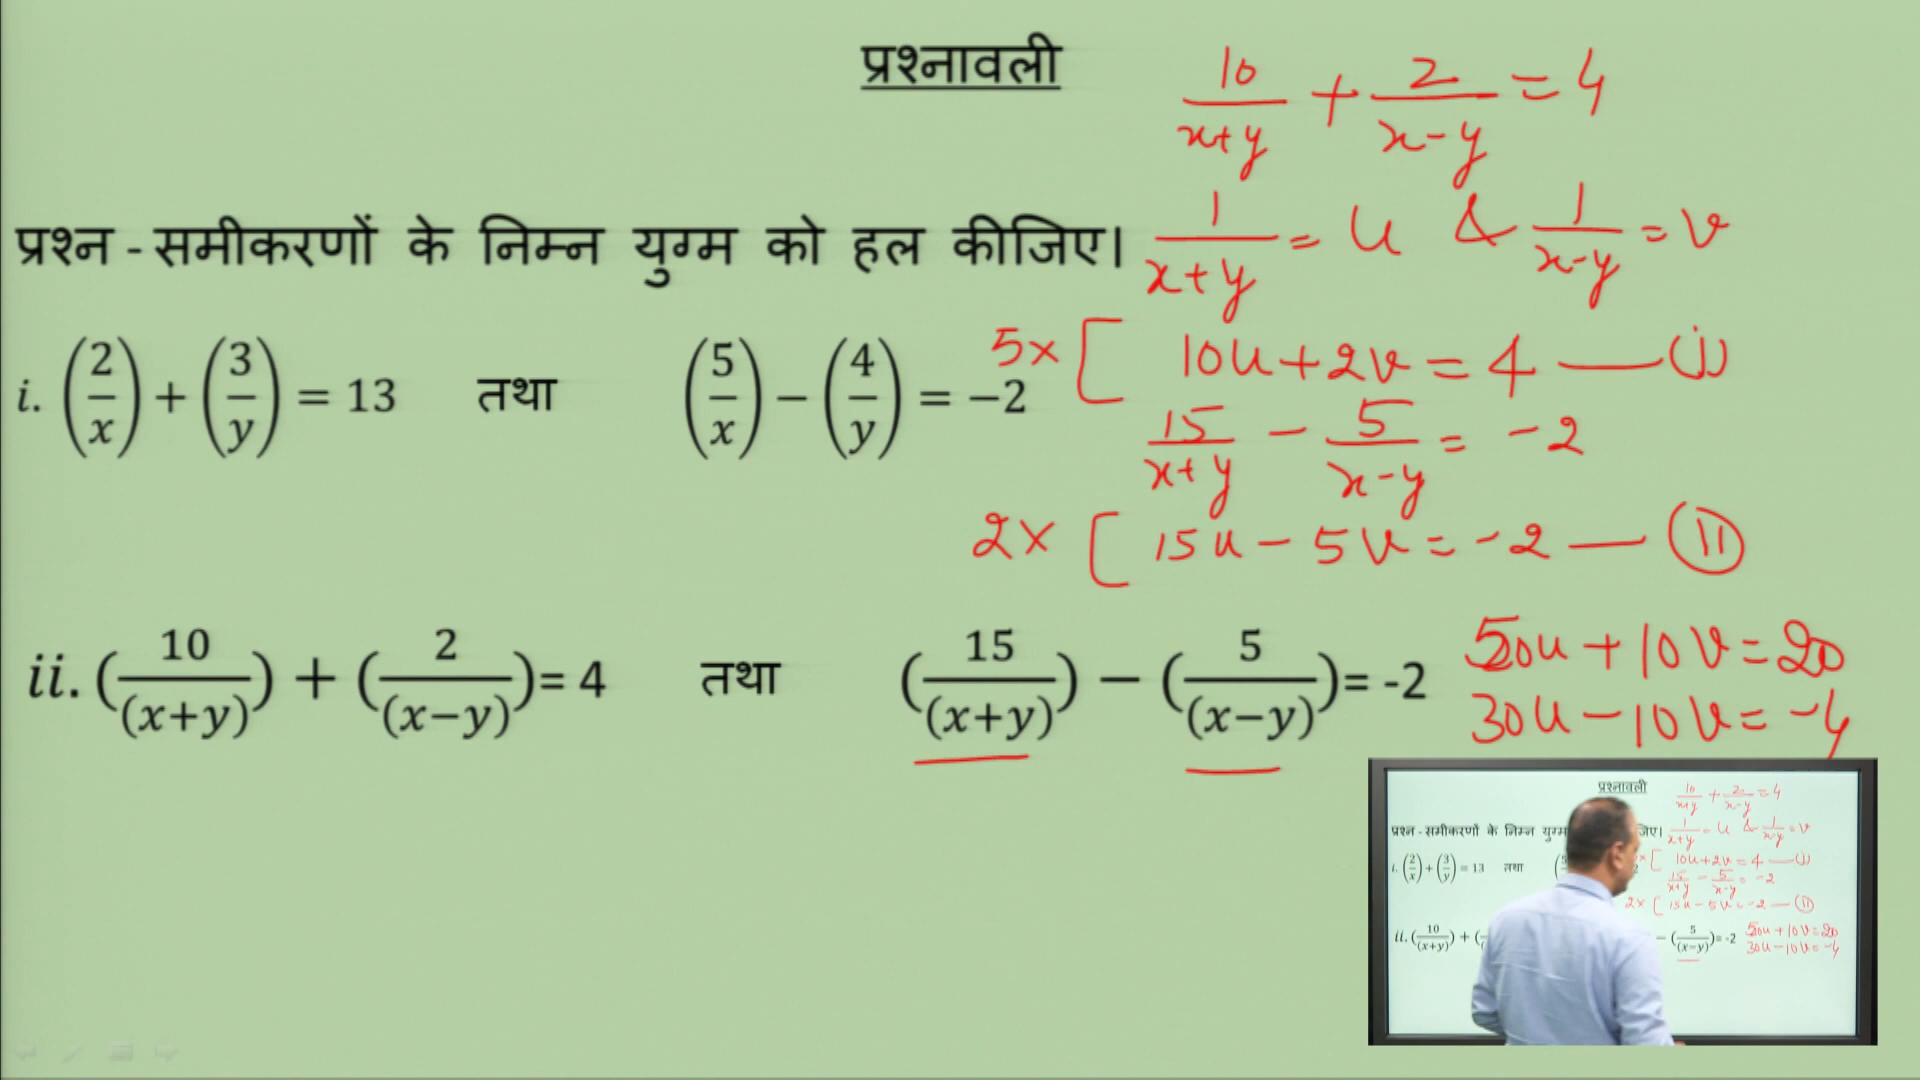 प्रश्नावली
प्रश्न - समीकरणों के निम्न युग्म को हल कीजिए।
i. (2/x) + (3/y) = 13 तथा (5/x) − (4/y) = −2
ii. (10/(x+y)) + (2/(x−y)) = 4 तथा (15/(x+y)) − (5/(x−y)) = -2
10/(x+y) + 2/(x-y) = 4
1/(x+y) = u & 1/(x-y) = v
5x [ 10u + 2v = 4 — (i)
15/(x+y) - 5/(x-y) = -2
2x [ 15u - 5v = -2 — (II)
50u + 10v = 20
30u - 10v = -4